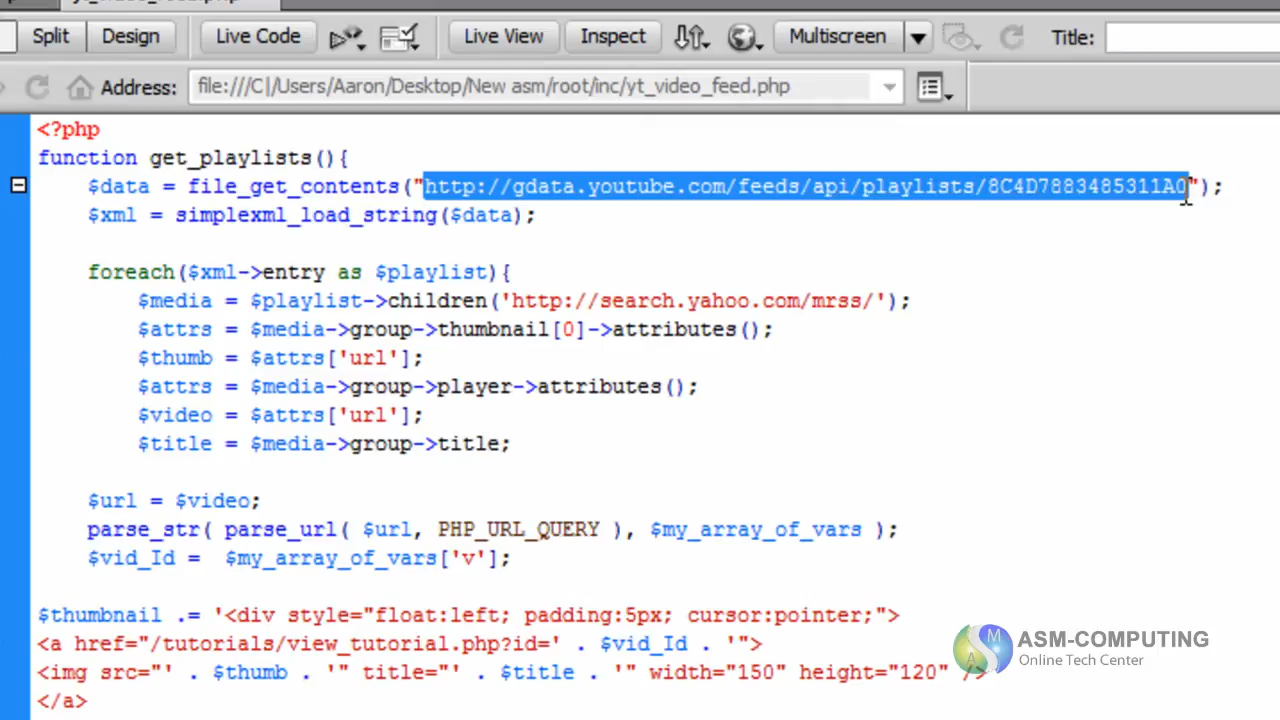 Split Design Live Code Live View Inspect Multiscreen Title:
Address: file:///C|/Users/Aaron/Desktop/New asm/root/inc/yt_video_feed.php
<?php
function get_playlists(){
$data = file_get_contents("http://gdata.youtube.com/feeds/api/playlists/8C4D7883485311A0");
$xml = simplexml_load_string($data);
foreach($xml->entry as $playlist){
$media = $playlist->children('http://search.yahoo.com/mrss/');
$attrs = $media->group->thumbnail[0]->attributes();
$thumb = $attrs['url'];
$attrs = $media->group->player->attributes();
$video = $attrs['url'];
$title = $media->group->title;
$url = $video;
parse_str( parse_url( $url, PHP_URL_QUERY ), $my_array_of_vars );
$vid_Id =  $my_array_of_vars['v'];
$thumbnail .= '<div style="float:left; padding:5px; cursor:pointer;">
<a href="/tutorials/view_tutorial.php?id=' . $vid_Id . '">
<img src="' . $thumb . '" title="' . $title . '" width="150" height="120" />
</a>
ASM-COMPUTING
Online Tech Center